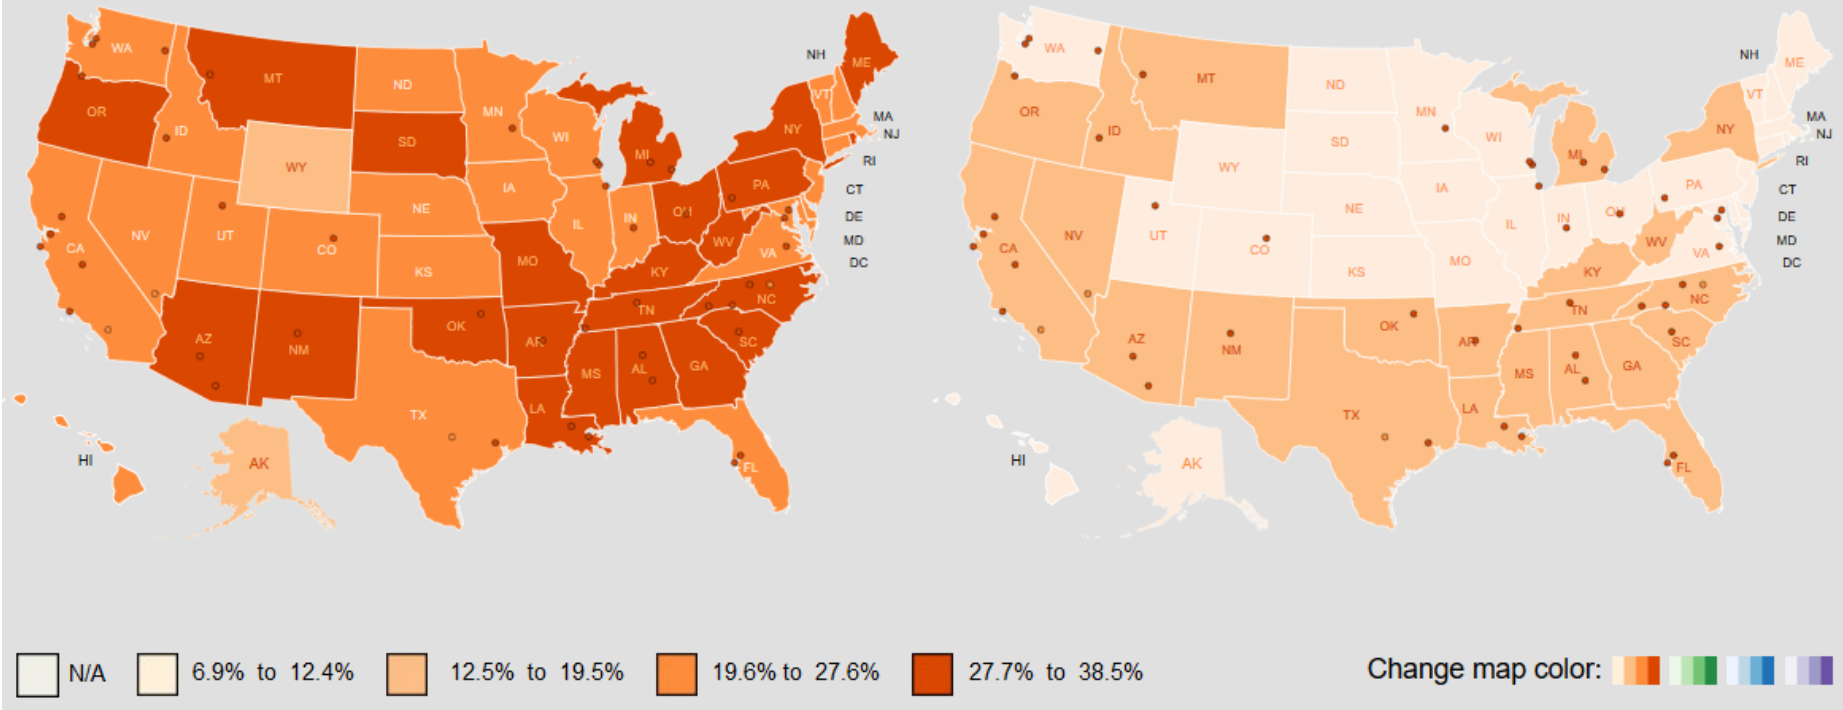 WA
MT
ND
MN
OR
ID
WI
SD
WY
MI
NH
ME
VT
NY
MA
NJ
RI
PA
CT
IA
NE
NV
UT
CA
CO
IL
IN
OH
WV
VA
DE
MD
DC
KS
MO
KY
AZ
NM
OK
AR
TN
NC
SC
MS
AL
GA
TX
LA
FL
HI
AK
WA
MT
ND
MN
OR
ID
WI
SD
WY
MI
NH
ME
VT
NY
MA
NJ
RI
PA
CT
IA
NE
NV
UT
CA
CO
IL
IN
OH
WV
VA
DE
MD
DC
KS
MO
KY
AZ
NM
OK
AR
TN
NC
SC
MS
AL
GA
TX
LA
FL
HI
AK
N/A 6.9% to 12.4% 12.5% to 19.5% 19.6% to 27.6% 27.7% to 38.5% Change map color: